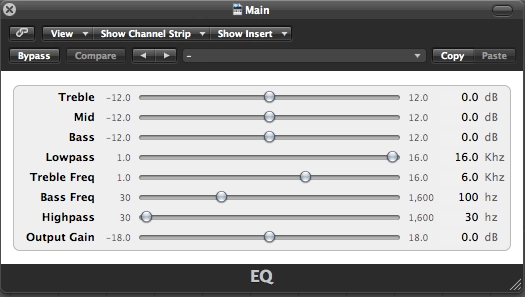 Main
View Show Channel Strip Show Insert
Bypass Compare - Copy Paste
Treble -12.0 12.0 0.0 dB
Mid -12.0 12.0 0.0 dB
Bass -12.0 12.0 0.0 dB
Lowpass 1.0 16.0 16.0 Khz
Treble Freq 1.0 16.0 6.0 Khz
Bass Freq 30 1,600 100 hz
Highpass 30 1,600 30 hz
Output Gain -18.0 18.0 0.0 dB
EQ